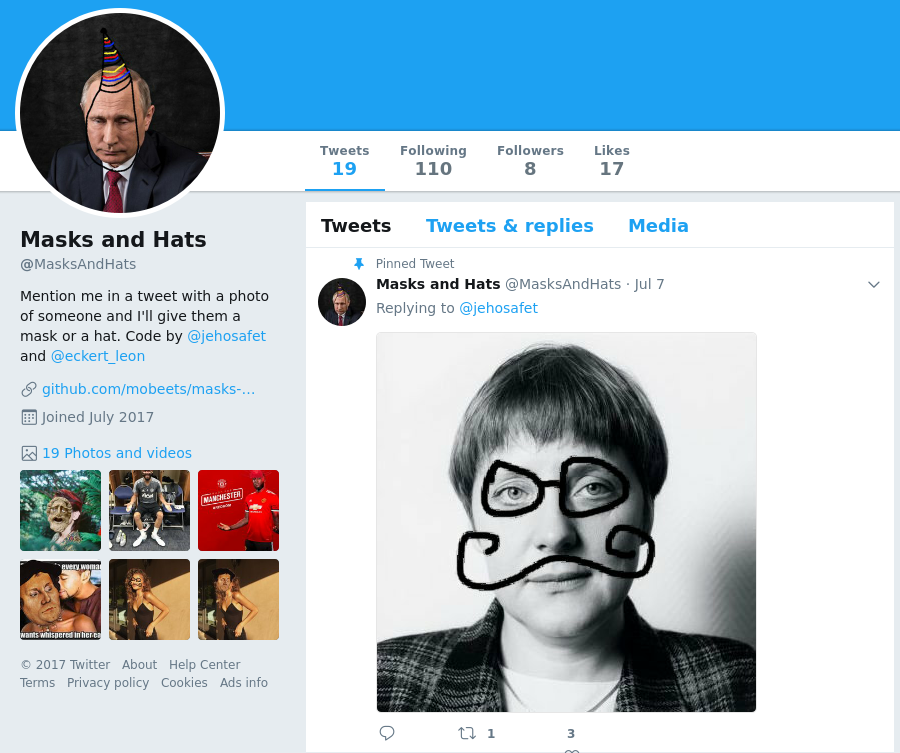 Tweets Following Followers Likes
19 110 8 17
Masks and Hats
@MasksAndHats
Mention me in a tweet with a photo
of someone and I'll give them a
mask or a hat. Code by @jehosafet
and @eckert_leon
github.com/mobeets/masks-...
Joined July 2017
19 Photos and videos
MANCHESTER
every woman
wants whispered in her ea
© 2017 Twitter About Help Center
Terms Privacy policy Cookies Ads info
Tweets Tweets & replies Media
Pinned Tweet
Masks and Hats @MasksAndHats · Jul 7
Replying to @jehosafet
1 3